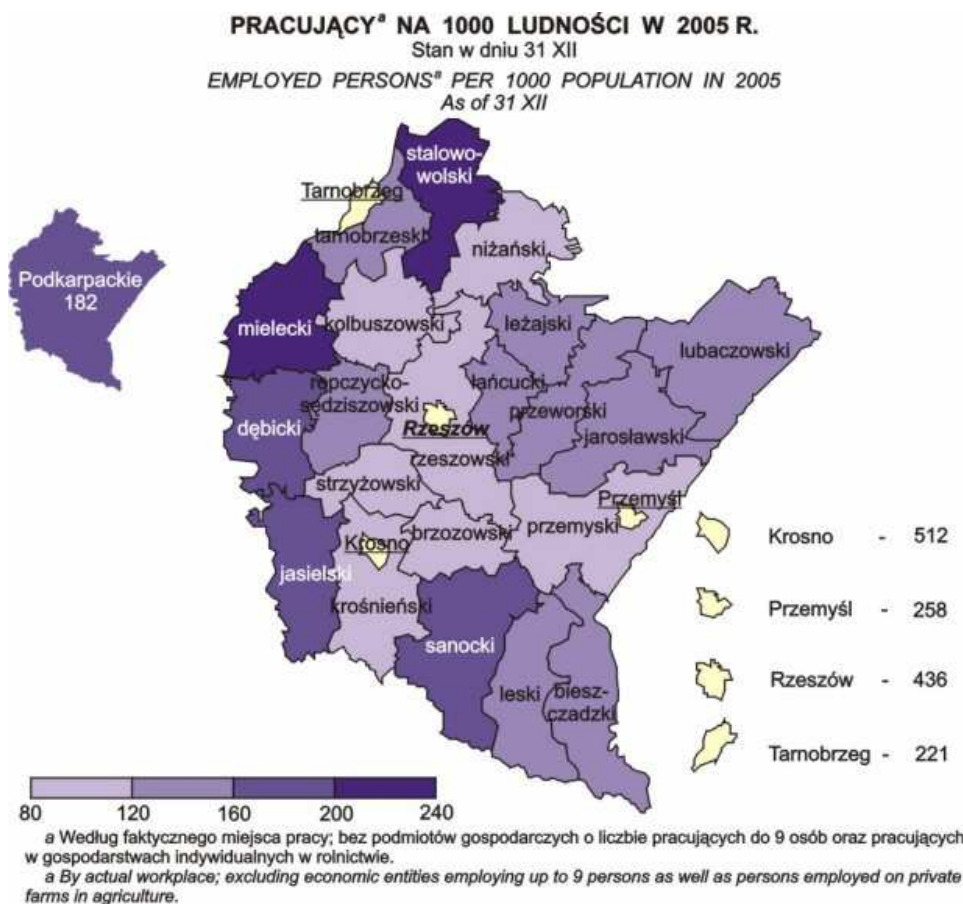 PRACUJĄCYᵃ NA 1000 LUDNOŚCI W 2005 R.
Stan w dniu 31 XII
EMPLOYED PERSONSᵃ PER 1000 POPULATION IN 2005
As of 31 XII
stalowo-
wolski
Tarnobrzeg
tarnobrzeski
niżański
Podkarpackie
182
mielecki
kolbuszowski
leżajski
lubaczowski
ropczycko-
sędziszowski
łańcucki
dębicki
przeworski
Rzeszów
jarosławski
rzeszowski
strzyżowski
Przemyśl
przemyski
brzozowski
Krosno
jasielski
krośnieński
sanocki
leski
biesz-
czadzki
Krosno - 512
Przemyśl - 258
Rzeszów - 436
Tarnobrzeg - 221
80 120 160 200 240
a Według faktycznego miejsca pracy; bez podmiotów gospodarczych o liczbie pracujących do 9 osób oraz pracujących
w gospodarstwach indywidualnych w rolnictwie.
a By actual workplace; excluding economic entities employing up to 9 persons as well as persons employed on private
farms in agriculture.